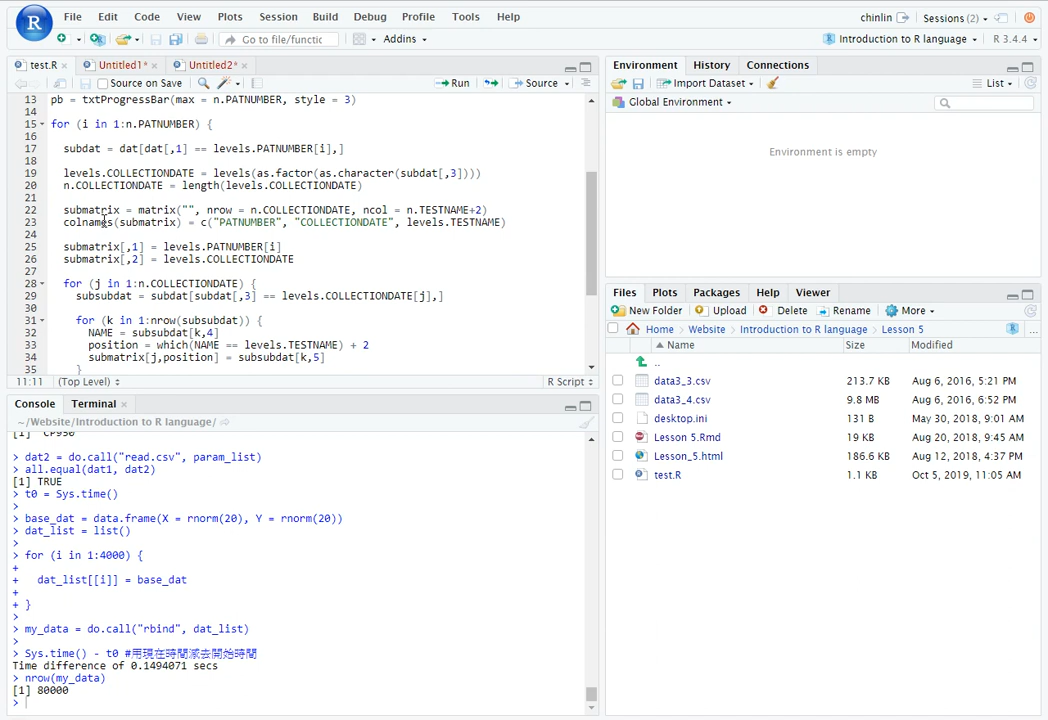 R File Edit Code View Plots Session Build Debug Profile Tools Help chinlin Sessions (2)
Go to file/functic Addins Introduction to R language R 3.4.4
test.R × Untitled1* × Untitled2* ×
Source on Save Run Source
13 pb = txtProgressBar(max = n.PATNUMBER, style = 3)
14
15 for (i in 1:n.PATNUMBER) {
16
17 subdat = dat[dat[,1] == levels.PATNUMBER[i],]
18
19 levels.COLLECTIONDATE = levels(as.factor(as.character(subdat[,3])))
20 n.COLLECTIONDATE = length(levels.COLLECTIONDATE)
21
22 submatrix = matrix("", nrow = n.COLLECTIONDATE, ncol = n.TESTNAME+2)
23 colnames(submatrix) = c("PATNUMBER", "COLLECTIONDATE", levels.TESTNAME)
24
25 submatrix[,1] = levels.PATNUMBER[i]
26 submatrix[,2] = levels.COLLECTIONDATE
27
28 for (j in 1:n.COLLECTIONDATE) {
29 subsubdat = subdat[subdat[,3] == levels.COLLECTIONDATE[j],]
30
31 for (k in 1:nrow(subsubdat)) {
32 NAME = subsubdat[k,4]
33 position = which(NAME == levels.TESTNAME) + 2
34 submatrix[j,position] = subsubdat[k,5]
35 }
11:11 (Top Level) R Script
Console Terminal ×
~/Website/Introduction to R language/
[1] "CP950"
> dat2 = do.call("read.csv", param_list)
> all.equal(dat1, dat2)
[1] TRUE
> t0 = Sys.time()
>
> base_dat = data.frame(X = rnorm(20), Y = rnorm(20))
> dat_list = list()
>
> for (i in 1:4000) {
+
+ dat_list[[i]] = base_dat
+
+ }
>
> my_data = do.call("rbind", dat_list)
>
> Sys.time() - t0 #用現在時間減去開始時間
Time difference of 0.1494071 secs
> nrow(my_data)
[1] 80000
>
Environment History Connections
Import Dataset List
Global Environment
Environment is empty
Files Plots Packages Help Viewer
New Folder Upload Delete Rename More
Home Website Introduction to R language Lesson 5 ...
Name Size Modified
..
data3_3.csv 213.7 KB Aug 6, 2016, 5:21 PM
data3_4.csv 9.8 MB Aug 6, 2016, 6:52 PM
desktop.ini 131 B May 30, 2018, 9:01 AM
Lesson 5.Rmd 19 KB Aug 20, 2018, 9:45 AM
Lesson_5.html 186.6 KB Aug 12, 2018, 4:37 PM
test.R 1.1 KB Oct 5, 2019, 11:05 AM